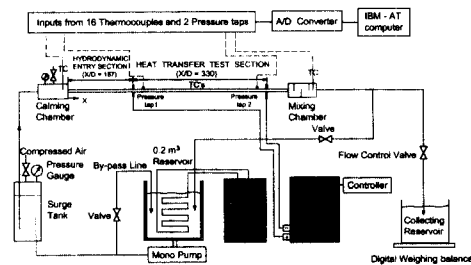 Inputs from 16 Thermocouples and 2 Pressure taps
A/D Converter
IBM - AT
computer
HYDRODYNAMIC
ENTRY SECTION
(X/D = 187)
HEAT TRANSFER TEST SECTION
(X/D = 330)
TC
TC's
TC
Calming
Chamber
X
Pressure
tap 1
Pressure
tap 2
Mixing
Chamber
Valve
Compressed Air
Pressure
Gauge
By-pass Line
0.2 m³
Reservoir
Flow Control Valve
Surge
Tank
Valve
Controller
Collecting
Reservoir
Mono Pump
Digital Weighing balance